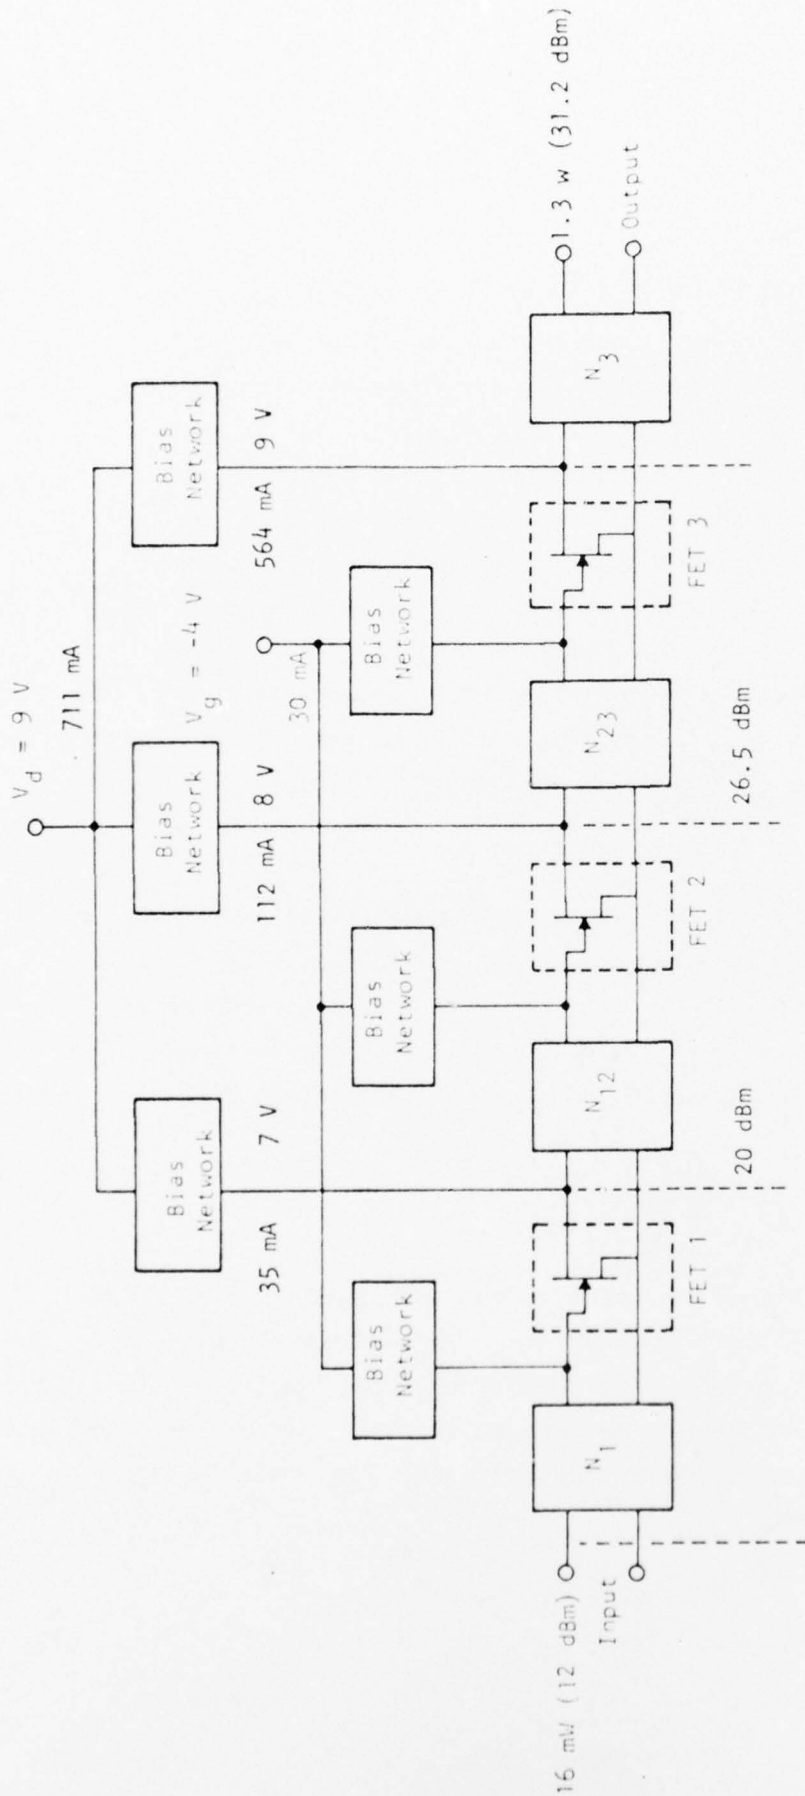 V_d = 9 V
711 mA
Bias
Network
Bias
Network
Bias
Network
35 mA
7 V
112 mA
8 V
564 mA
9 V
V_g = -4 V
30 mA
Bias
Network
Bias
Network
Bias
Network
16 mW (12 dBm)
Input
N_1
FET 1
N_12
FET 2
N_23
FET 3
N_3
1.3 w (31.2 dBm)
Output
20 dBm
26.5 dBm